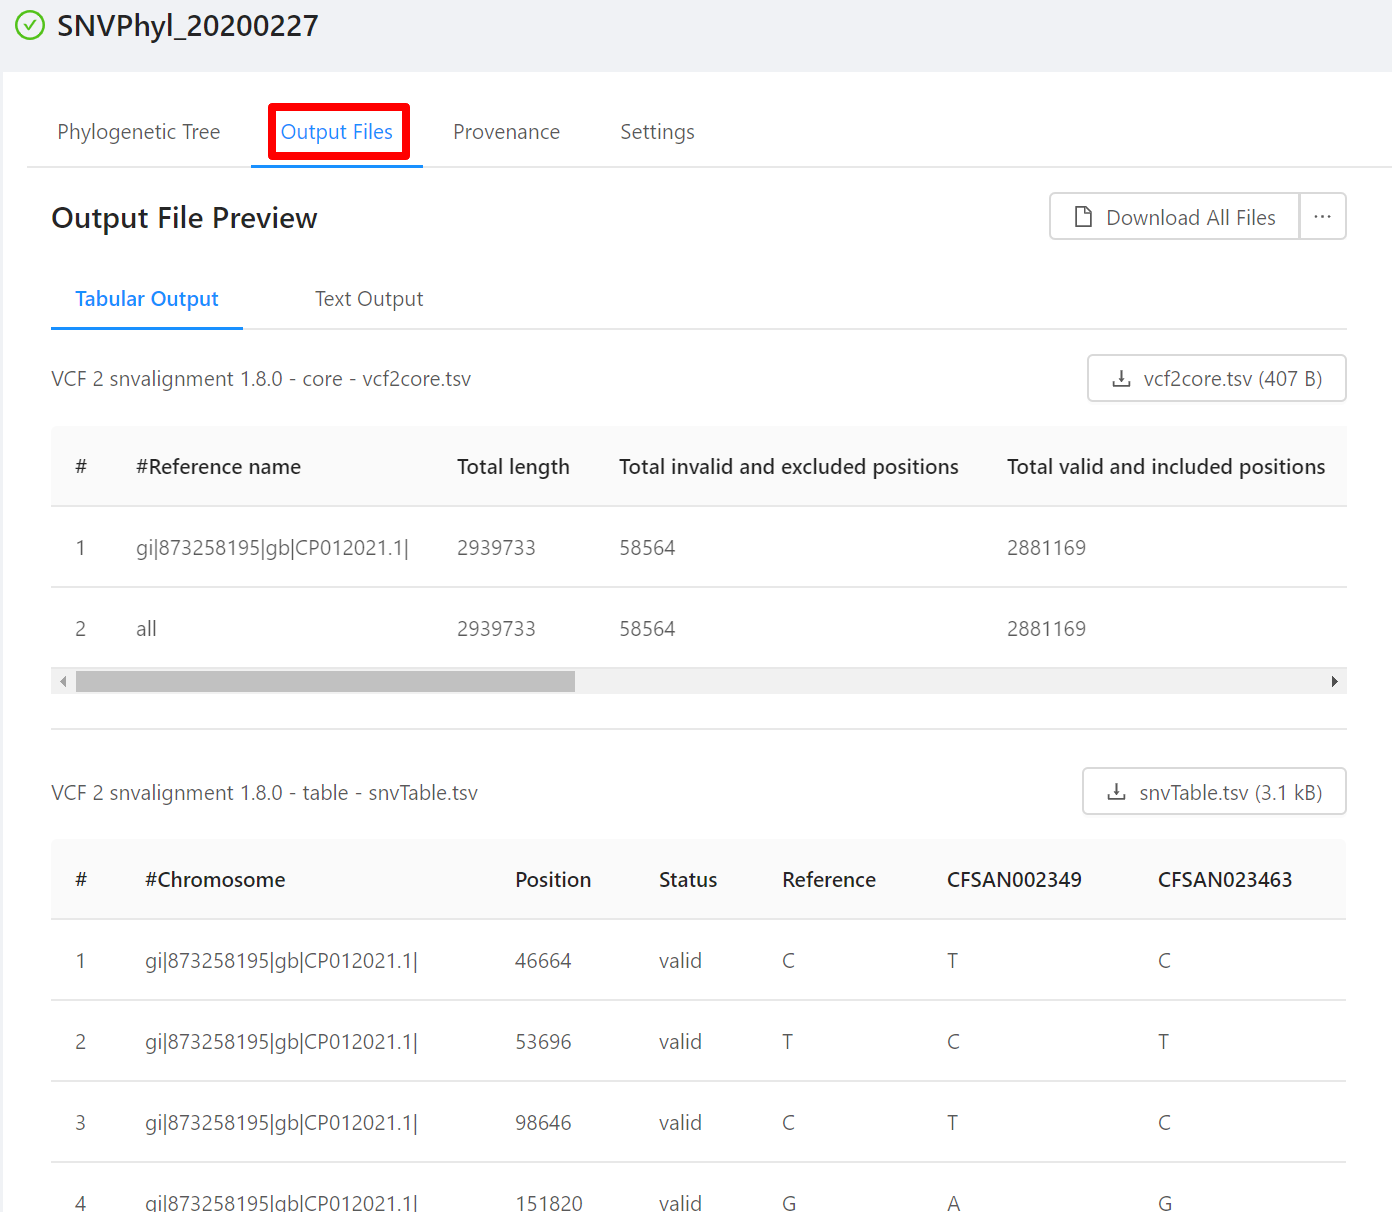 SNVPhyl_20200227
Phylogenetic Tree Output Files Provenance Settings
Output File Preview Download All Files ···
Tabular Output Text Output
VCF 2 snvalignment 1.8.0 - core - vcf2core.tsv vcf2core.tsv (407 B)
# #Reference name Total length Total invalid and excluded positions Total valid and included positions
1 gi|873258195|gb|CP012021.1| 2939733 58564 2881169
2 all 2939733 58564 2881169
VCF 2 snvalignment 1.8.0 - table - snvTable.tsv snvTable.tsv (3.1 kB)
# #Chromosome Position Status Reference CFSAN002349 CFSAN023463
1 gi|873258195|gb|CP012021.1| 46664 valid C T C
2 gi|873258195|gb|CP012021.1| 53696 valid T C T
3 gi|873258195|gb|CP012021.1| 98646 valid C T C
4 gi|873258195|gb|CP012021.1| 151820 valid G A G